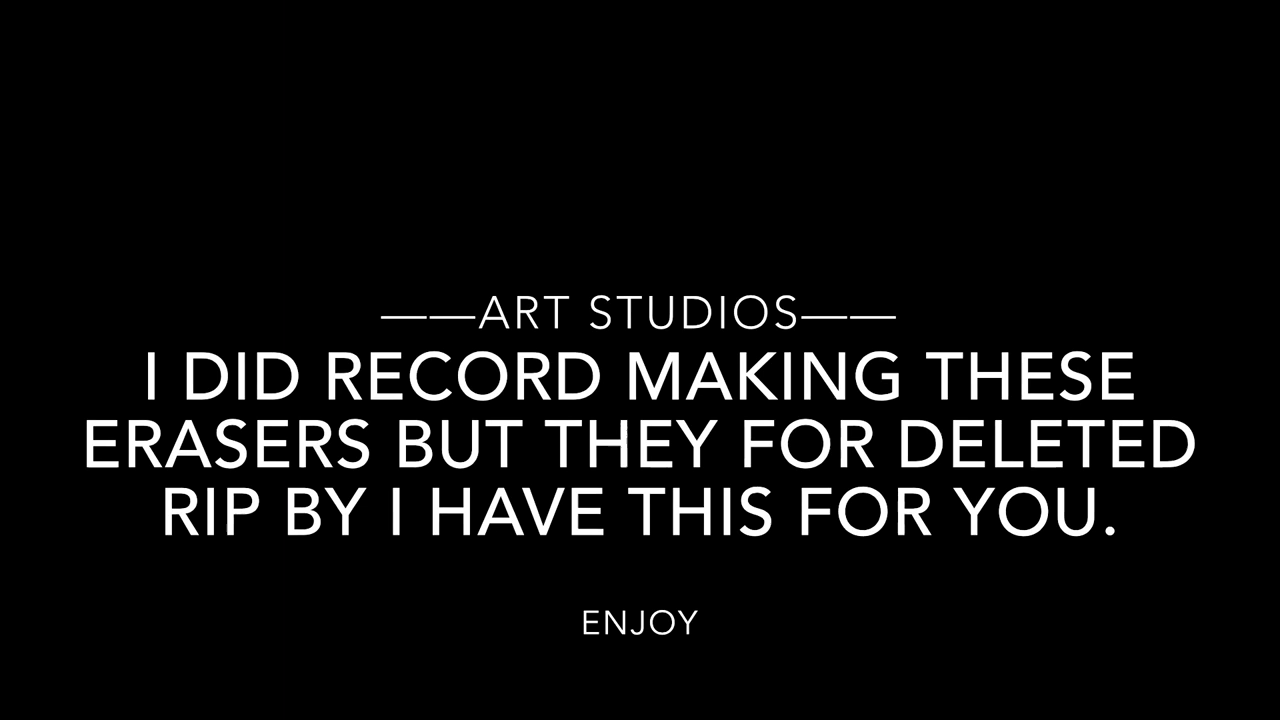 ——ART STUDIOS——
I DID RECORD MAKING THESE
ERASERS BUT THEY FOR DELETED
RIP BY I HAVE THIS FOR YOU.
ENJOY